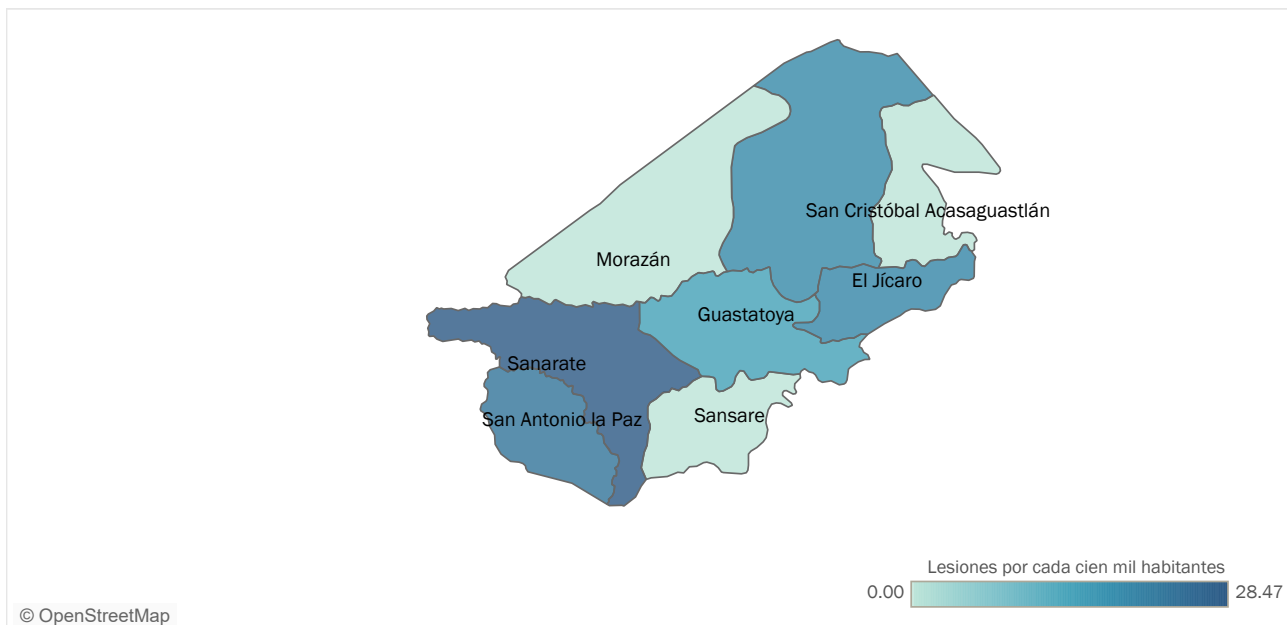 San Cristóbal Acasaguastlán
Morazán
El Jícaro
Guastatoya
Sanarate
Sansare
San Antonio la Paz
Lesiones por cada cien mil habitantes
0.00
28.47
© OpenStreetMap